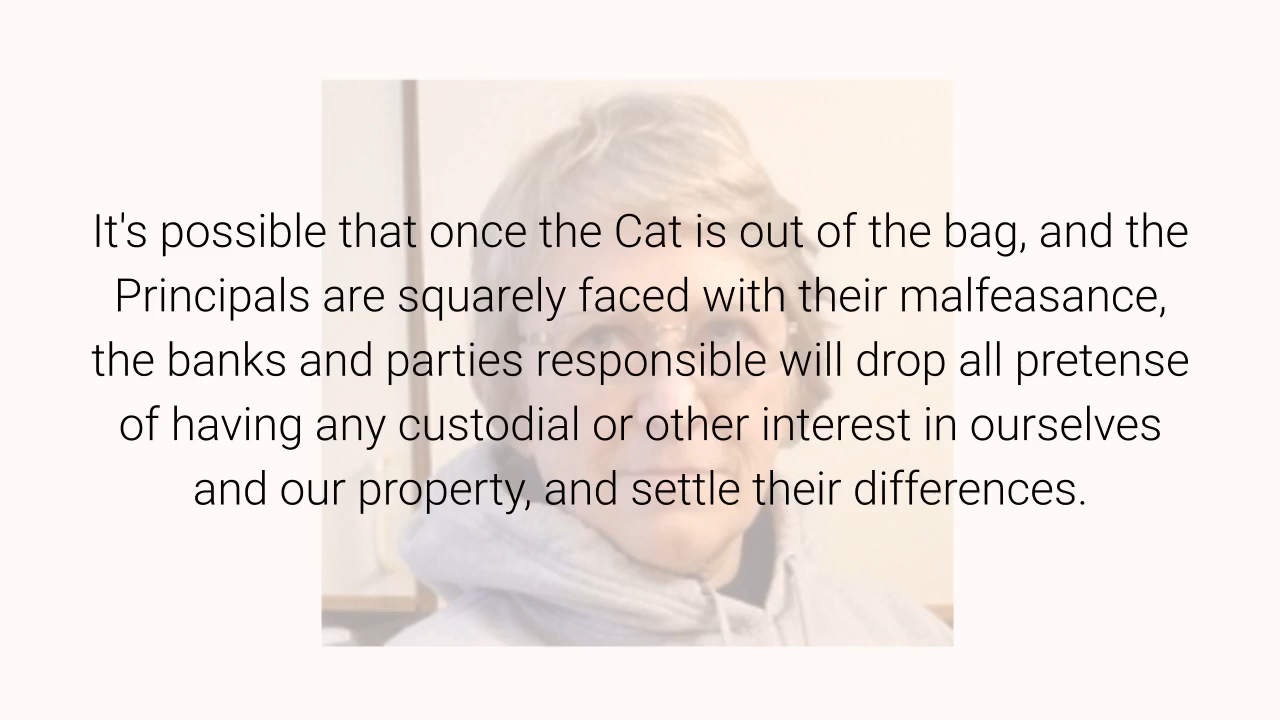 It's possible that once the Cat is out of the bag, and the
Principals are squarely faced with their malfeasance,
the banks and parties responsible will drop all pretense
of having any custodial or other interest in ourselves
and our property, and settle their differences.